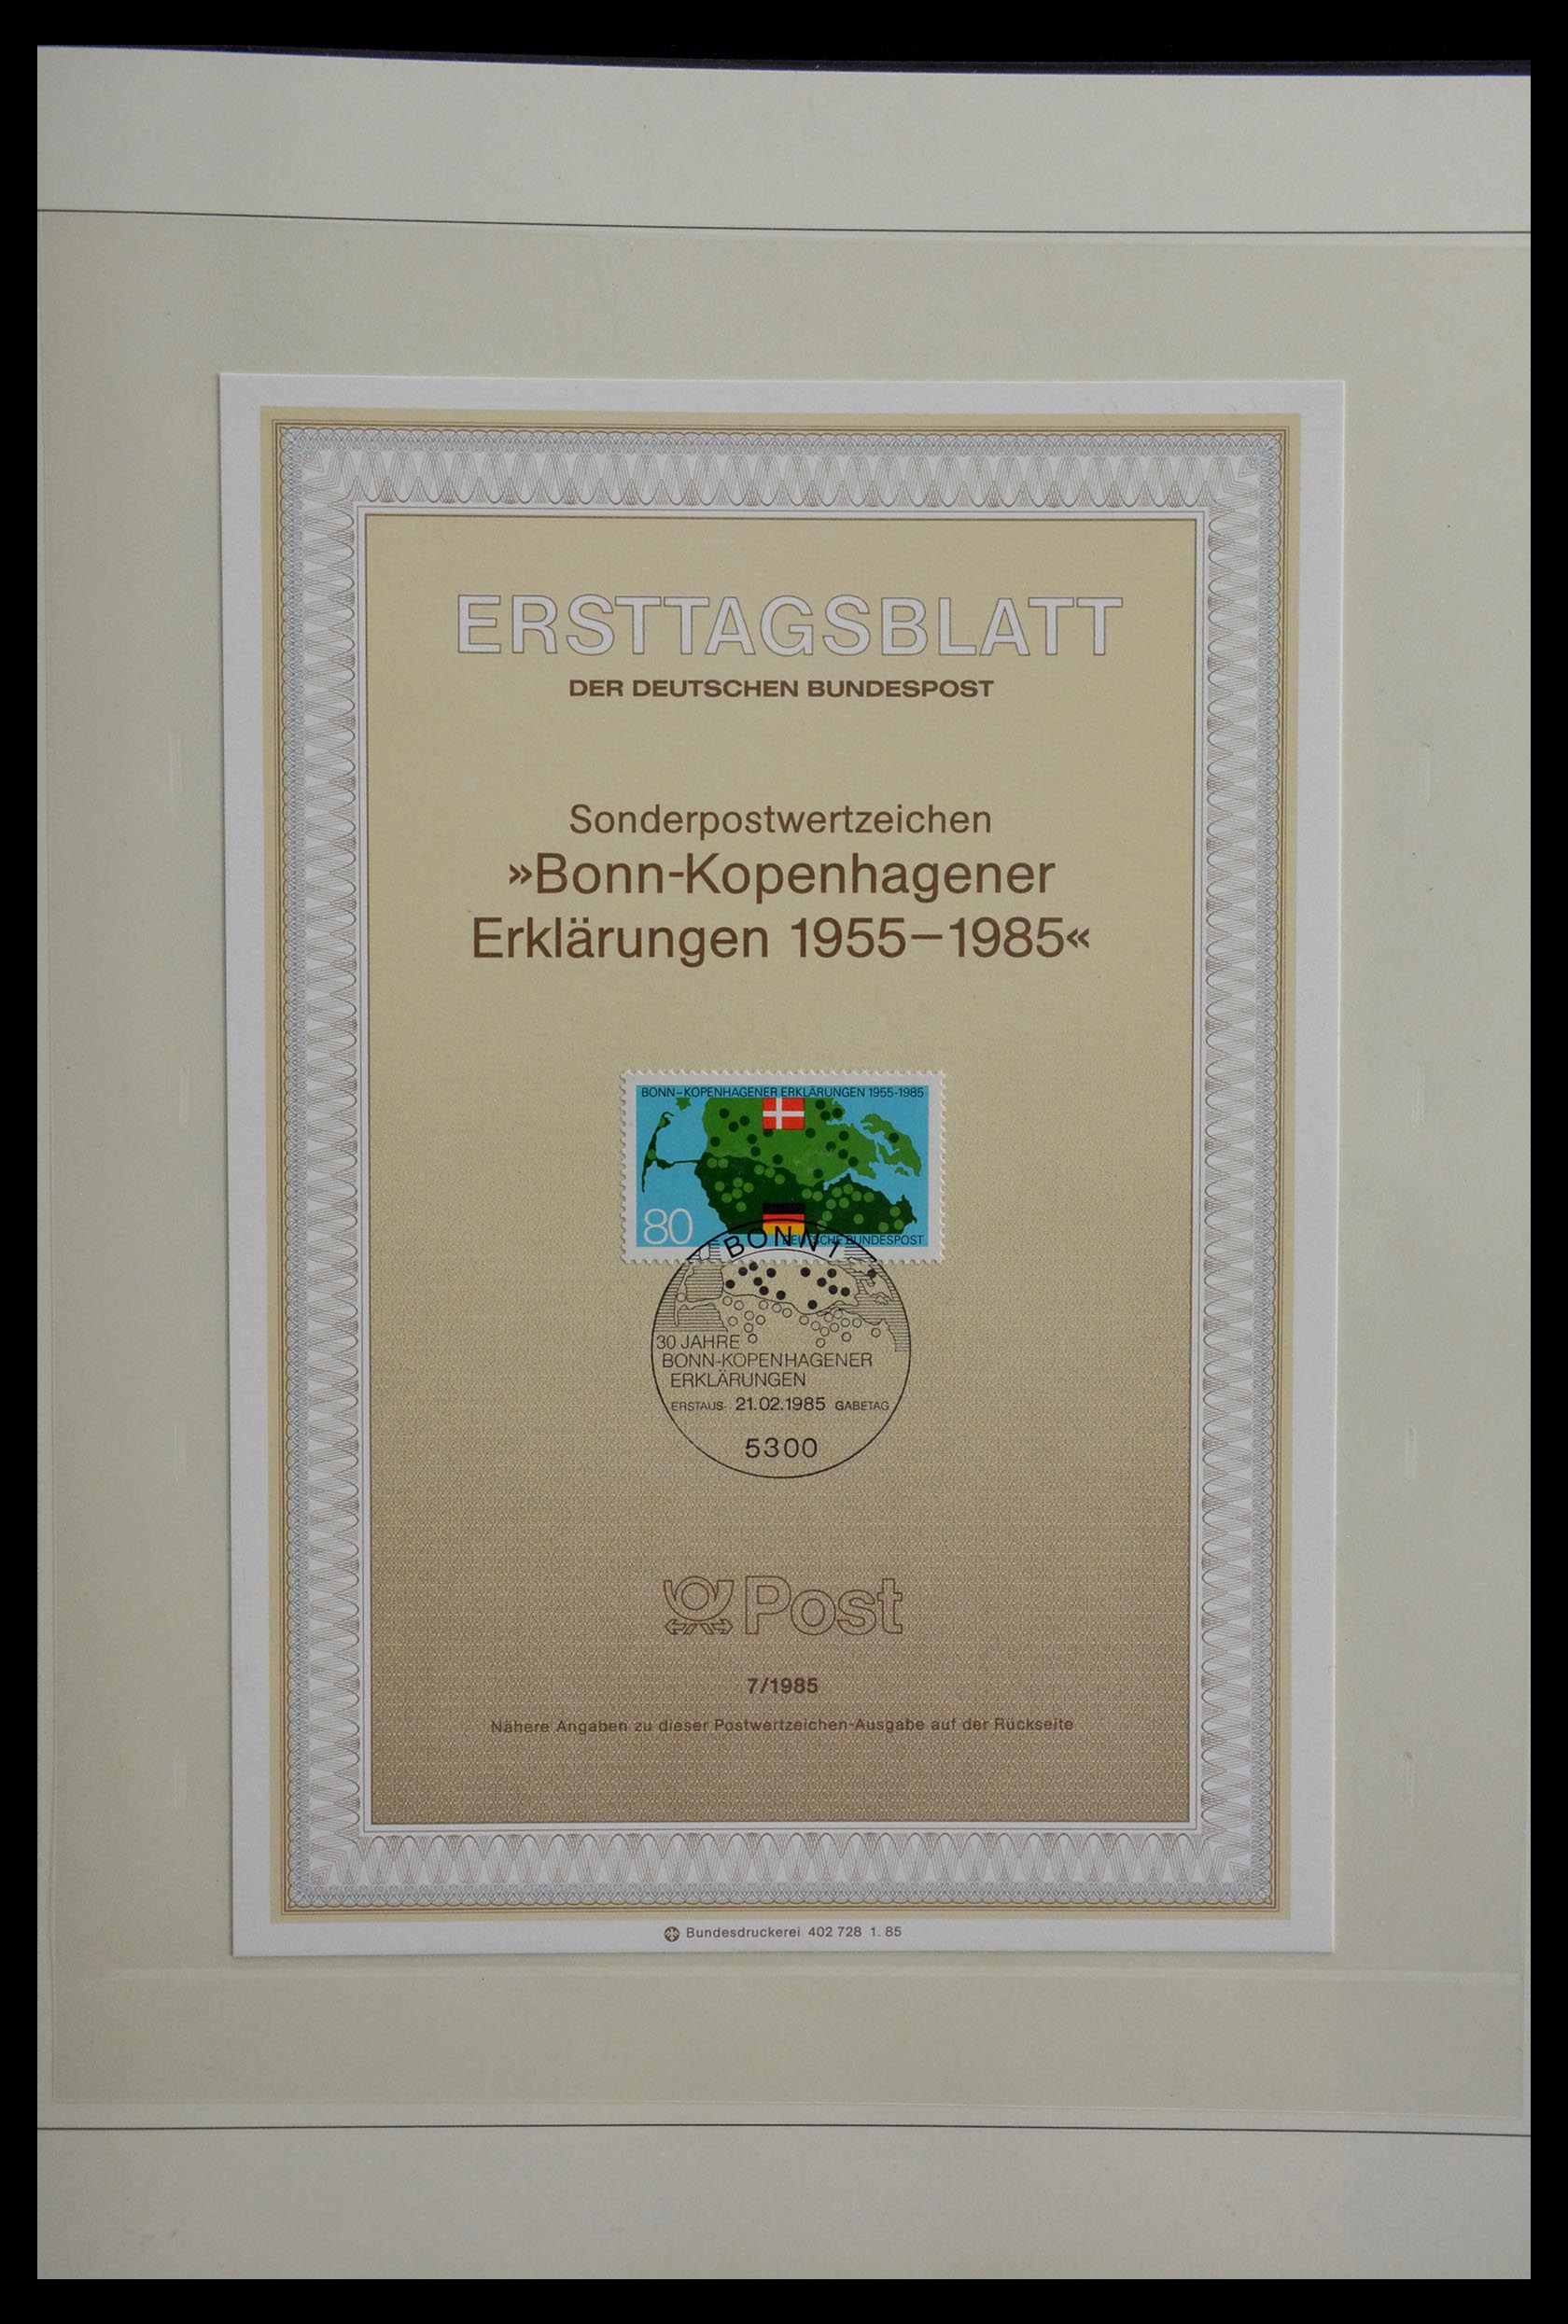 ERSTTAGSBLATT
DER DEUTSCHEN BUNDESPOST
Sonderpostwertzeichen
»Bonn-Kopenhagener
Erklärungen 1955–1985«
BONN–KOPENHAGENER ERKLÄRUNGEN 1955-1985
80
DEUTSCHE BUNDESPOST
BONN 1
30 JAHRE
BONN-KOPENHAGENER
ERKLÄRUNGEN
ERSTAUS- 21.02.1985 GABETAG
5300
Post
7/1985
Nähere Angaben zu dieser Postwertzeichen-Ausgabe auf der Rückseite
Bundesdruckerei 402 728 1. 85